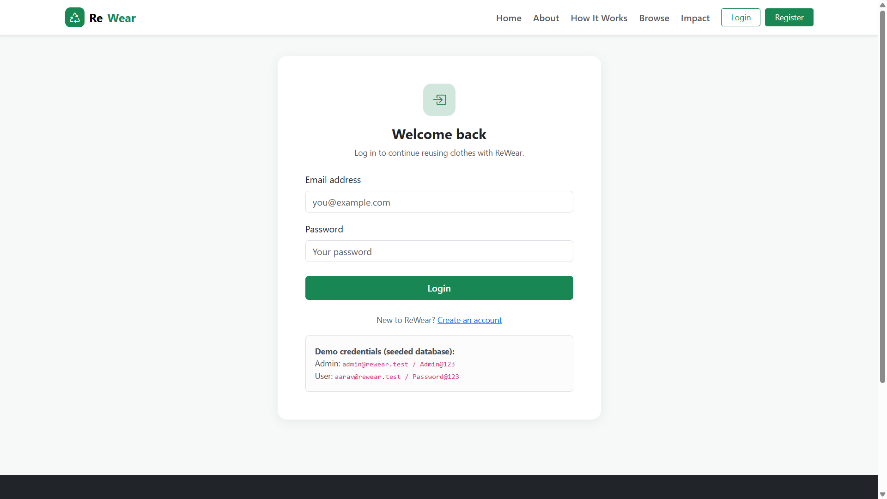 Re Wear
Home About How It Works Browse Impact Login Register
Welcome back
Log in to continue reusing clothes with ReWear.
Email address
you@example.com
Password
Your password
Login
New to ReWear? Create an account
Demo credentials (seeded database):
Admin: admin@rewear.test / Admin@123
User: aarav@rewear.test / Password@123